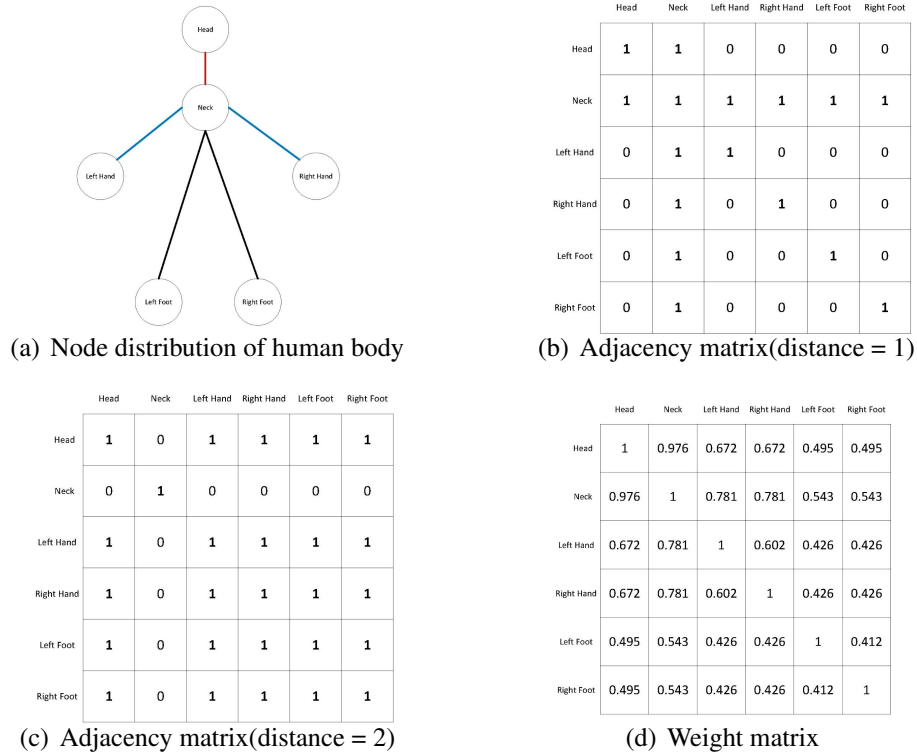 Head
Neck
Left Hand
Right Hand
Left Foot
Right Foot
(a) Node distribution of human body
Head Neck Left Hand Right Hand Left Foot Right Foot
Head 1 1 0 0 0 0
Neck 1 1 1 1 1 1
Left Hand 0 1 1 0 0 0
Right Hand 0 1 0 1 0 0
Left Foot 0 1 0 0 1 0
Right Foot 0 1 0 0 0 1
(b) Adjacency matrix(distance = 1)
Head Neck Left Hand Right Hand Left Foot Right Foot
Head 1 0 1 1 1 1
Neck 0 1 0 0 0 0
Left Hand 1 0 1 1 1 1
Right Hand 1 0 1 1 1 1
Left Foot 1 0 1 1 1 1
Right Foot 1 0 1 1 1 1
(c) Adjacency matrix(distance = 2)
Head Neck Left Hand Right Hand Left Foot Right Foot
Head 1 0.976 0.672 0.672 0.495 0.495
Neck 0.976 1 0.781 0.781 0.543 0.543
Left Hand 0.672 0.781 1 0.602 0.426 0.426
Right Hand 0.672 0.781 0.602 1 0.426 0.426
Left Foot 0.495 0.543 0.426 0.426 1 0.412
Right Foot 0.495 0.543 0.426 0.426 0.412 1
(d) Weight matrix